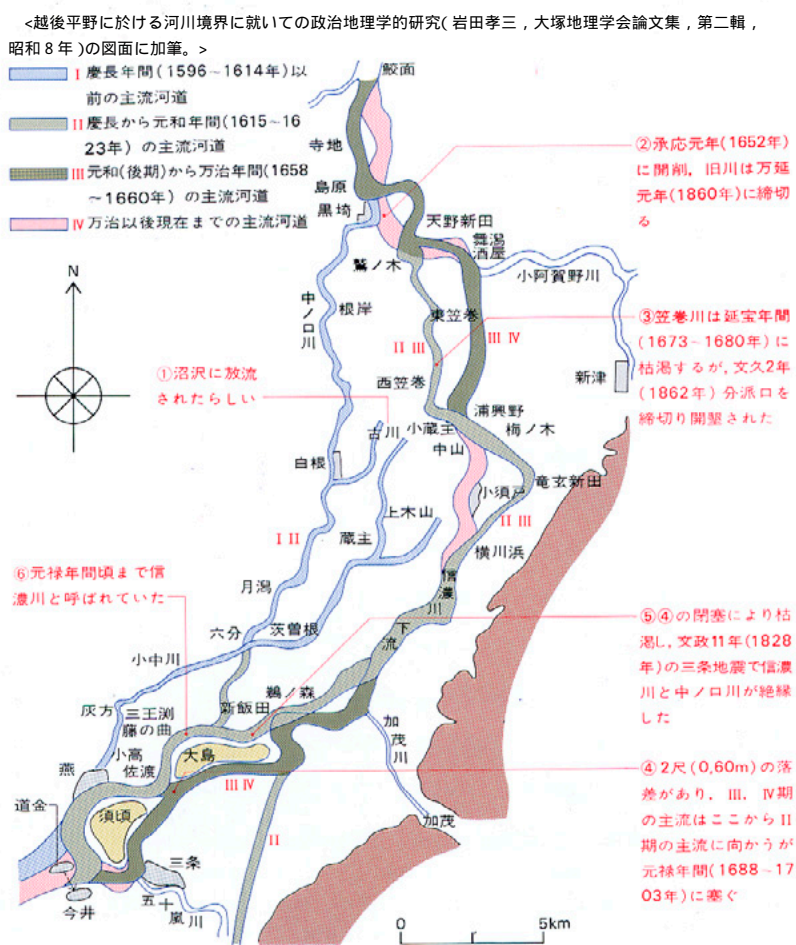 <越後平野に於ける河川境界に就いての政治地理学的研究(岩田孝三，大塚地理学会論文集，第二輯，
昭和8年)の図面に加筆。>
I 慶長年間(1596~1614年)以
前の主流河道
II 慶長から元和年間(1615~16
23年) の主流河道
III 元和(後期)から万治年間(1658
~1660年) の主流河道
IV 万治以後現在までの主流河道
鮫面
寺地
島原
黒埼
②承応元年(1652年)
に開削，旧川は万延
元年(1860年)に締切
る
天野新田
舞潟
酒屋
鷲ノ木
小阿賀野川
N
中ノ口川
根岸
東笠巻
II III
III IV
③笠巻川は延宝年間
(1673~1680年) に
枯渇するが，文久2年
(1862年) 分派口を
締切り開墾された
新津
①沼沢に放流
されたらしい
西笠巻
浦興野
古川
小蔵主
梅ノ木
中山
白根
竜玄新田
小須戸
上木山
II III
I II
蔵主
横川浜
信濃川
下流
⑥元禄年間頃まで信
濃川と呼ばれていた
月潟
六分
茨曽根
小中川
⑤④の閉塞により枯
渇し，文政11年(1828
年)の三条地震で信濃
川と中ノ口川が絶縁
した
鵜ノ森
新飯田
灰方
三王渕
藤の曲
加茂川
小高
大島
燕
佐渡
④2尺(0,60m)の落
差があり，III，IV期
の主流はここからII
期の主流に向かうが
元禄年間(1688~17
03年)に塞ぐ
III IV
道金
須頃
加茂
II
三条
今井
五十嵐川
0
5km